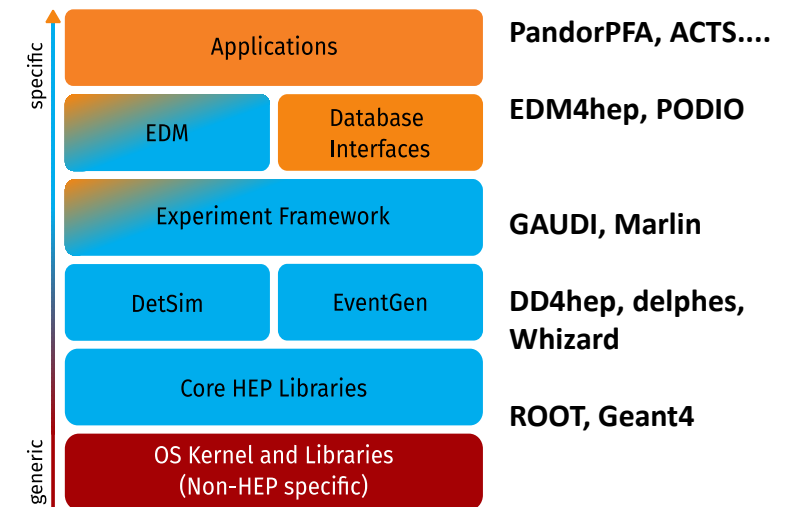 specific
Applications
PandorPFA, ACTS....
EDM
Database
Interfaces
EDM4hep, PODIO
Experiment Framework
GAUDI, Marlin
DetSim
EventGen
DD4hep, delphes,
Whizard
Core HEP Libraries
ROOT, Geant4
generic
OS Kernel and Libraries
(Non-HEP specific)